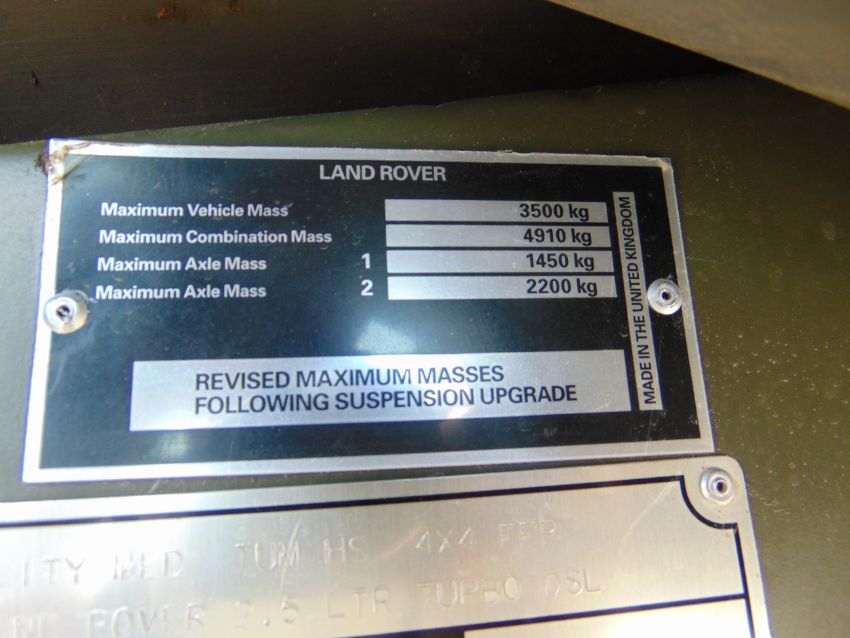 LAND ROVER
Maximum Vehicle Mass 3500 kg
Maximum Combination Mass 4910 kg
Maximum Axle Mass 1 1450 kg
Maximum Axle Mass 2 2200 kg
MADE IN THE UNITED KINGDOM
REVISED MAXIMUM MASSES
FOLLOWING SUSPENSION UPGRADE
LITY MED TUM HS 4X4 FFR
ROVER 2.5 LTR TURBO DSL